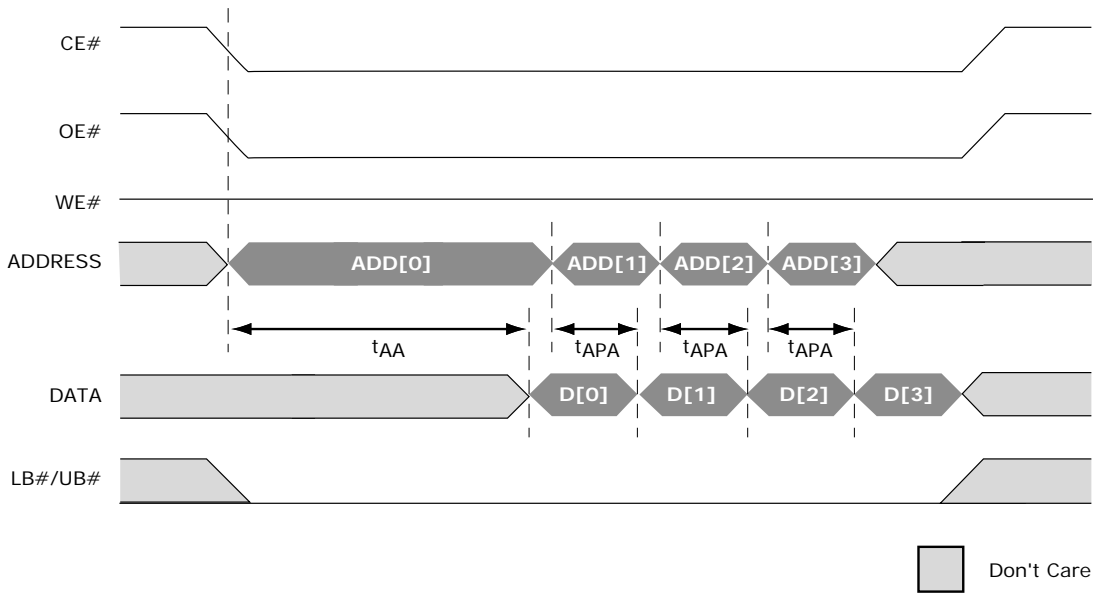 CE#
OE#
WE#
ADDRESS
ADD[0] ADD[1] ADD[2] ADD[3]
tAA tAPA tAPA tAPA
DATA
D[0] D[1] D[2] D[3]
LB#/UB#
Don't Care